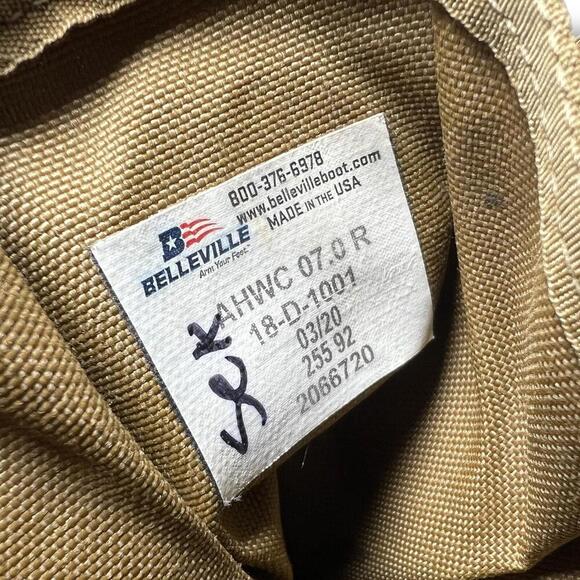 800-376-6978
www.bellevilleboot.com
MADE IN THE USA
B
BELLEVILLE
Arm Your Feet™
AHWC 07.0 R
18-D-1001
03/20
255 92
2066720